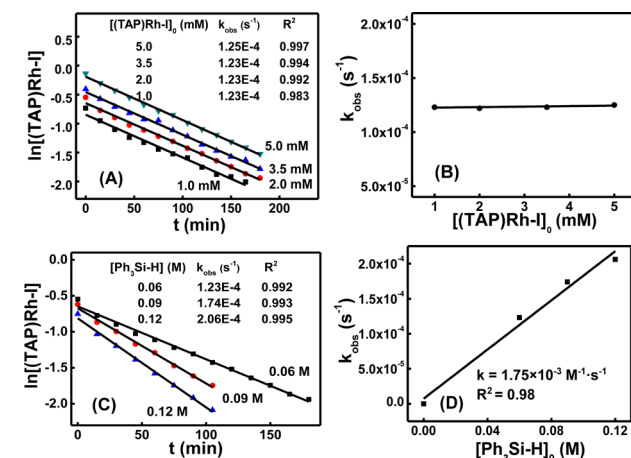 [(TAP)Rh-I]₀ (mM) k_obs (s⁻¹) R²
5.0 1.25E-4 0.997
3.5 1.23E-4 0.994
2.0 1.23E-4 0.992
1.0 1.23E-4 0.983
0.5
0.0
-0.5
-1.0
-1.5
-2.0
ln[(TAP)Rh-I]
5.0 mM
3.5 mM
2.0 mM
1.0 mM
(A)
0 50 100 150 200
t (min)
2.0x10⁻⁴
1.5x10⁻⁴
1.0x10⁻⁴
5.0x10⁻⁵
k_obs (s⁻¹)
(B)
1 2 3 4 5
[(TAP)Rh-I]₀ (mM)
[Ph₃Si-H] (M) k_obs (s⁻¹) R²
0.06 1.23E-4 0.992
0.09 1.74E-4 0.993
0.12 2.06E-4 0.995
0.0
-0.5
-1.0
-1.5
-2.0
ln[(TAP)Rh-I]
0.06 M
0.09 M
0.12 M
(C)
0 50 100 150
t (min)
2.0x10⁻⁴
1.5x10⁻⁴
1.0x10⁻⁴
5.0x10⁻⁵
0.0
k_obs (s⁻¹)
k = 1.75×10⁻³ M⁻¹·s⁻¹
R² = 0.98
(D)
0.00 0.04 0.08 0.12
[Ph₃Si-H]₀ (M)